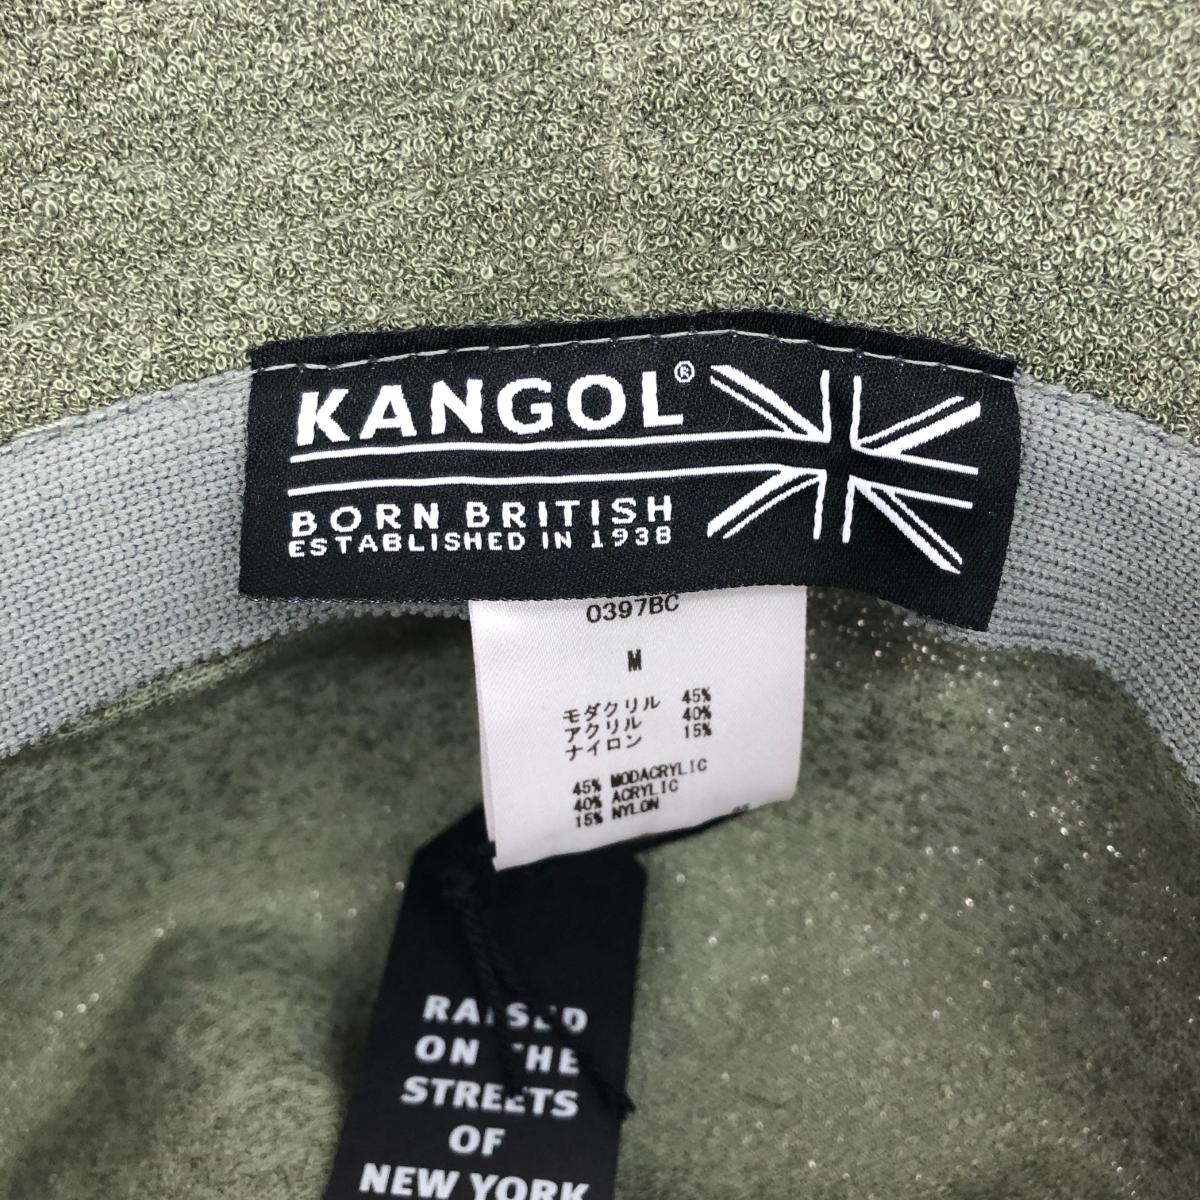 KANGOL®
BORN BRITISH
ESTABLISHED IN 1938
0397BC
M
モダクリル 45%
アクリル 40%
ナイロン 15%
45% MODACRYLIC
40% ACRYLIC
15% NYLON
RAISED
ON THE
STREETS
OF
NEW YORK